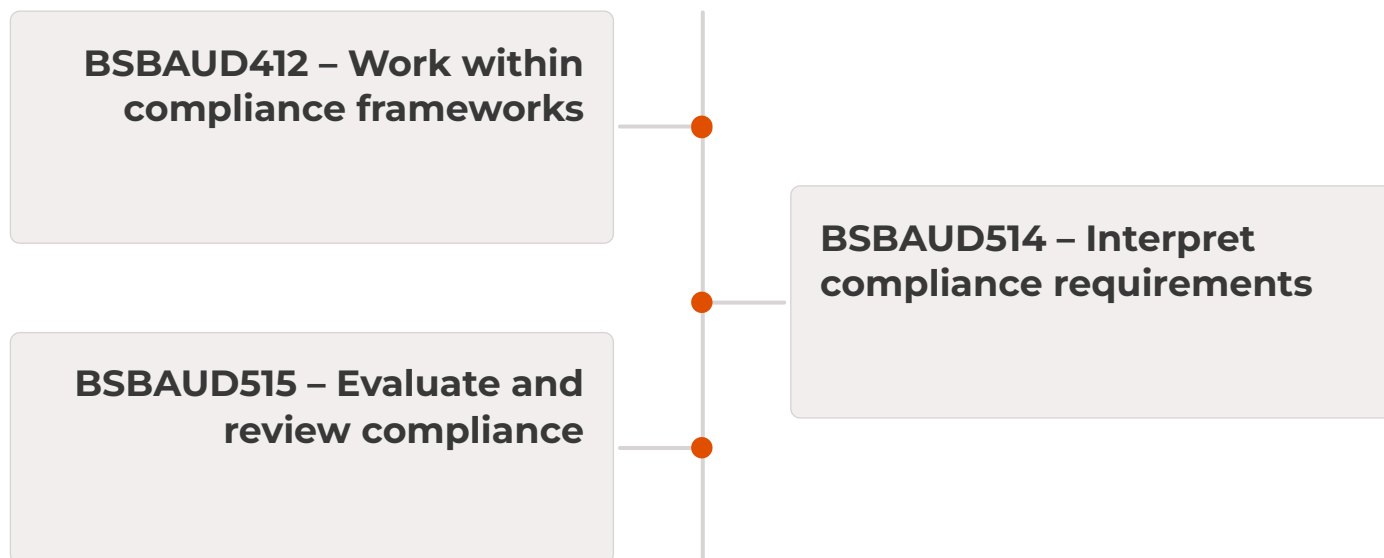 BSBAUD412 – Work within
compliance frameworks
BSBAUD514 – Interpret
compliance requirements
BSBAUD515 – Evaluate and
review compliance